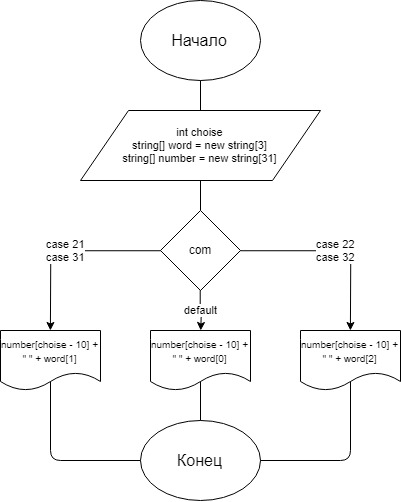 Начало
int choise
string[] word = new string[3]
string[] number = new string[31]
com
case 21
case 31
case 22
case 32
default
number[choise - 10] +
" " + word[1]
number[choise - 10] +
" " + word[0]
number[choise - 10] +
" " + word[2]
Конец